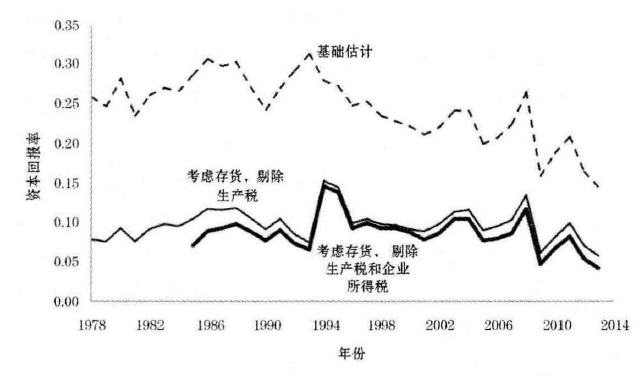 0.35
0.30
0.25
0.20
0.15
0.10
0.05
0.00
资本回报率
基础估计
考虑存货，剔除
生产税
考虑存货、剔除
生产税和企业
所得税
1978 1982 1986 1990 1994 1998 2002 2006 2010 2014
年份